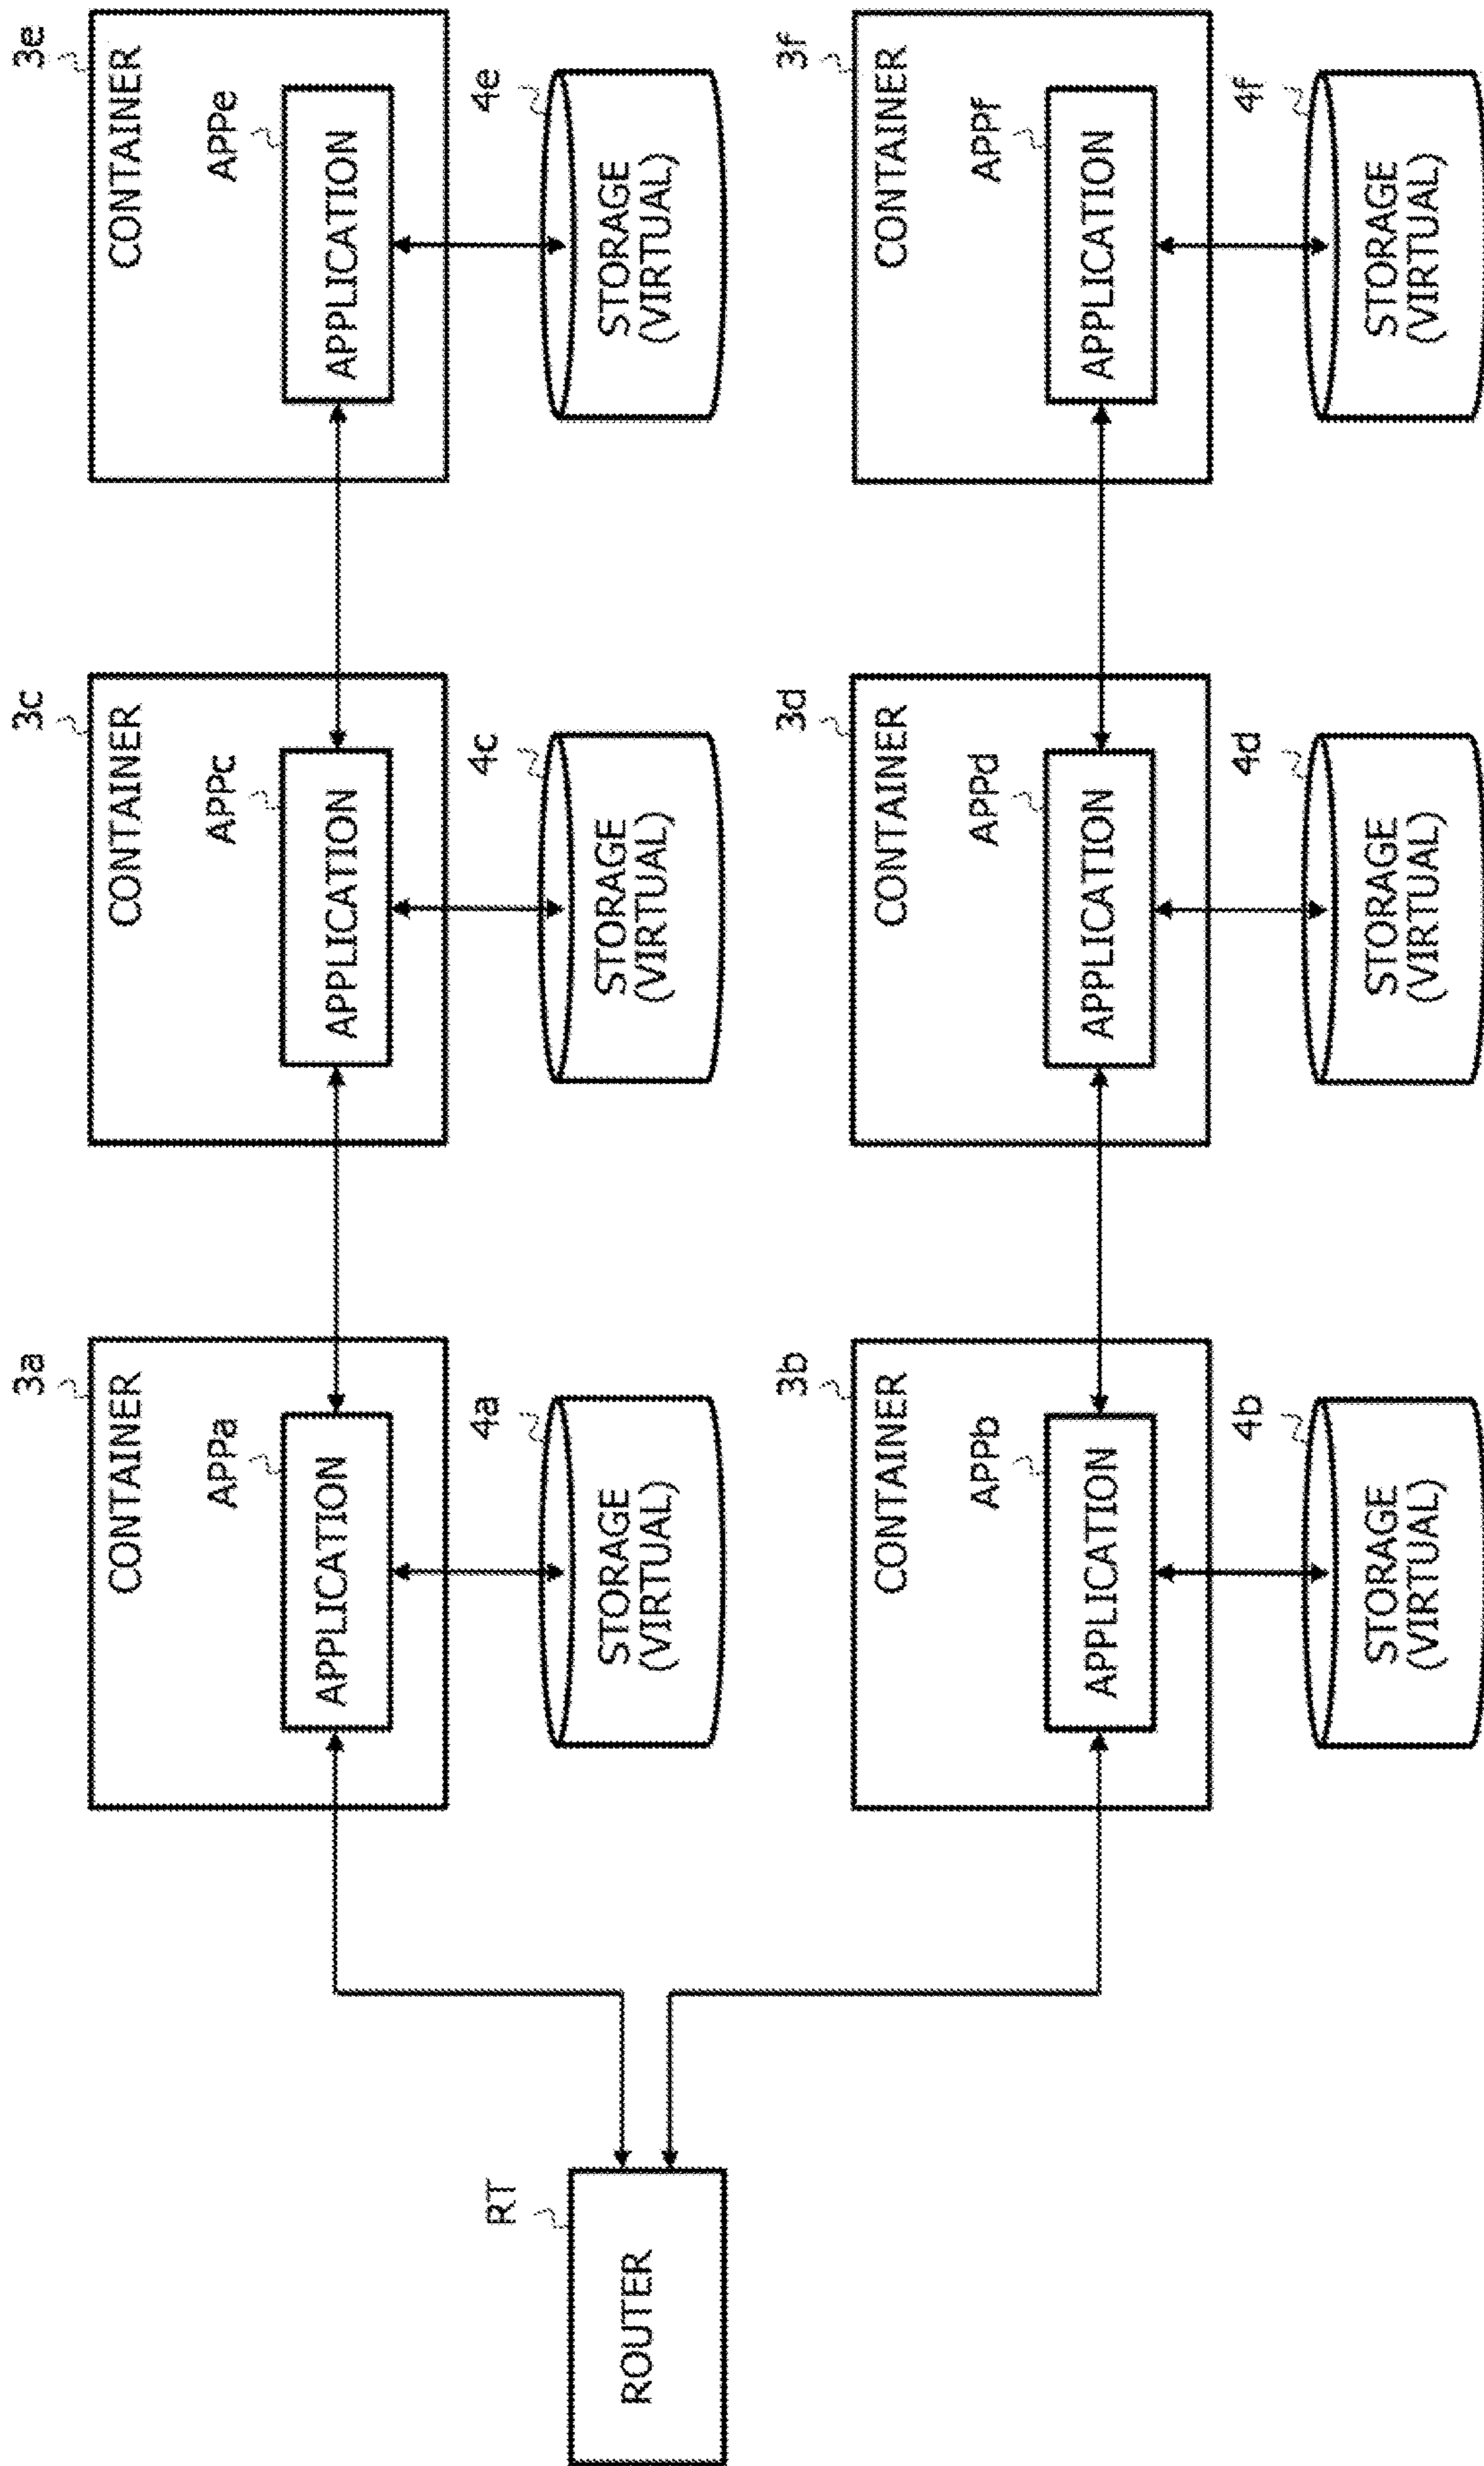 3a
CONTAINER
APPa
APPLICATION
4a
STORAGE
(VIRTUAL)
3c
CONTAINER
APPc
APPLICATION
4c
STORAGE
(VIRTUAL)
3e
CONTAINER
APPe
APPLICATION
4e
STORAGE
(VIRTUAL)
RT
ROUTER
3b
CONTAINER
APPb
APPLICATION
4b
STORAGE
(VIRTUAL)
3d
CONTAINER
APPd
APPLICATION
4d
STORAGE
(VIRTUAL)
3f
CONTAINER
APPf
APPLICATION
4f
STORAGE
(VIRTUAL)